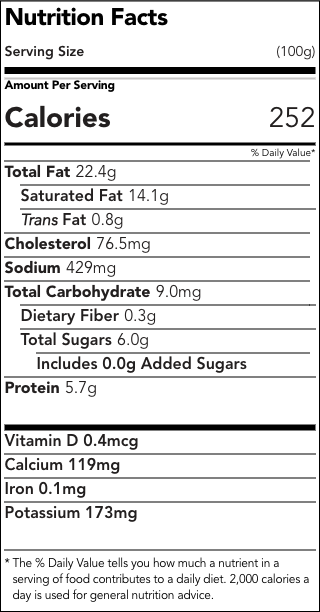 Nutrition Facts
Serving Size (100g)
Amount Per Serving
Calories 252
% Daily Value*
Total Fat 22.4g
Saturated Fat 14.1g
Trans Fat 0.8g
Cholesterol 76.5mg
Sodium 429mg
Total Carbohydrate 9.0mg
Dietary Fiber 0.3g
Total Sugars 6.0g
Includes 0.0g Added Sugars
Protein 5.7g
Vitamin D 0.4mcg
Calcium 119mg
Iron 0.1mg
Potassium 173mg
* The % Daily Value tells you how much a nutrient in a
serving of food contributes to a daily diet. 2,000 calories a
day is used for general nutrition advice.